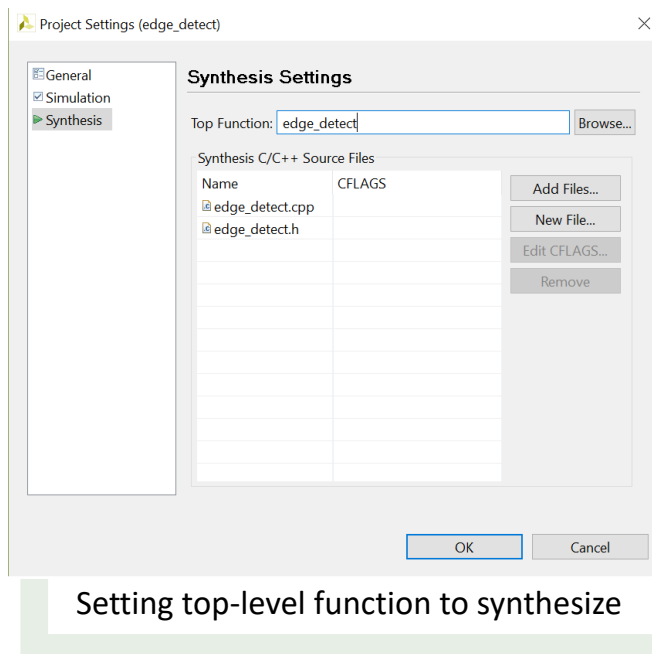 Project Settings (edge_detect)
General
Simulation
Synthesis
Synthesis Settings
Top Function: edge_detect Browse...
Synthesis C/C++ Source Files
Name CFLAGS
edge_detect.cpp
edge_detect.h
Add Files...
New File...
Edit CFLAGS...
Remove
OK Cancel
Setting top-level function to synthesize